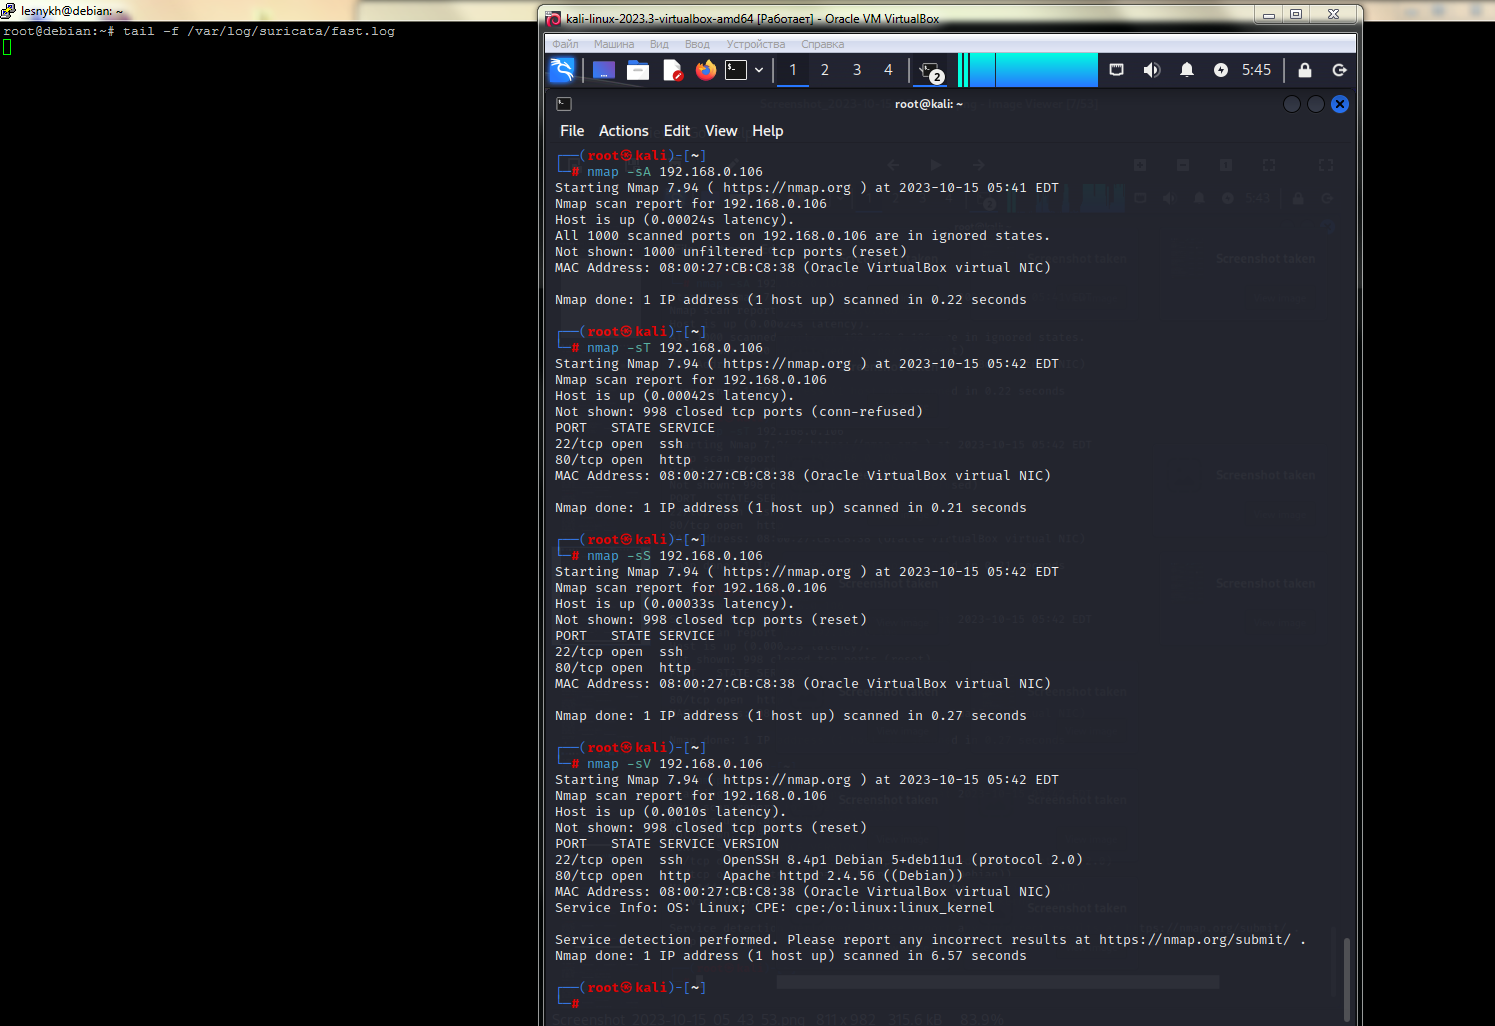 lesnykh@debian: ~
root@debian:~# tail -f /var/log/suricata/fast.log
kali-linux-2023.3-virtualbox-amd64 [Работает] - Oracle VM VirtualBox
Файл Машина Вид Ввод Устройства Справка
1 2 3 4 2 5:45
root@kali: ~
File Actions Edit View Help
┌──(root㉿kali)-[~]
└─# nmap -sA 192.168.0.106
Starting Nmap 7.94 ( https://nmap.org ) at 2023-10-15 05:41 EDT
Nmap scan report for 192.168.0.106
Host is up (0.00024s latency).
All 1000 scanned ports on 192.168.0.106 are in ignored states.
Not shown: 1000 unfiltered tcp ports (reset)
MAC Address: 08:00:27:CB:C8:38 (Oracle VirtualBox virtual NIC)
Nmap done: 1 IP address (1 host up) scanned in 0.22 seconds
┌──(root㉿kali)-[~]
└─# nmap -sT 192.168.0.106
Starting Nmap 7.94 ( https://nmap.org ) at 2023-10-15 05:42 EDT
Nmap scan report for 192.168.0.106
Host is up (0.00042s latency).
Not shown: 998 closed tcp ports (conn-refused)
PORT   STATE SERVICE
22/tcp open  ssh
80/tcp open  http
MAC Address: 08:00:27:CB:C8:38 (Oracle VirtualBox virtual NIC)
Nmap done: 1 IP address (1 host up) scanned in 0.21 seconds
┌──(root㉿kali)-[~]
└─# nmap -sS 192.168.0.106
Starting Nmap 7.94 ( https://nmap.org ) at 2023-10-15 05:42 EDT
Nmap scan report for 192.168.0.106
Host is up (0.00033s latency).
Not shown: 998 closed tcp ports (reset)
PORT   STATE SERVICE
22/tcp open  ssh
80/tcp open  http
MAC Address: 08:00:27:CB:C8:38 (Oracle VirtualBox virtual NIC)
Nmap done: 1 IP address (1 host up) scanned in 0.27 seconds
┌──(root㉿kali)-[~]
└─# nmap -sV 192.168.0.106
Starting Nmap 7.94 ( https://nmap.org ) at 2023-10-15 05:42 EDT
Nmap scan report for 192.168.0.106
Host is up (0.0010s latency).
Not shown: 998 closed tcp ports (reset)
PORT   STATE SERVICE VERSION
22/tcp open  ssh     OpenSSH 8.4p1 Debian 5+deb11u1 (protocol 2.0)
80/tcp open  http    Apache httpd 2.4.56 ((Debian))
MAC Address: 08:00:27:CB:C8:38 (Oracle VirtualBox virtual NIC)
Service Info: OS: Linux; CPE: cpe:/o:linux:linux_kernel
Service detection performed. Please report any incorrect results at https://nmap.org/submit/ .
Nmap done: 1 IP address (1 host up) scanned in 6.57 seconds
┌──(root㉿kali)-[~]
└─#